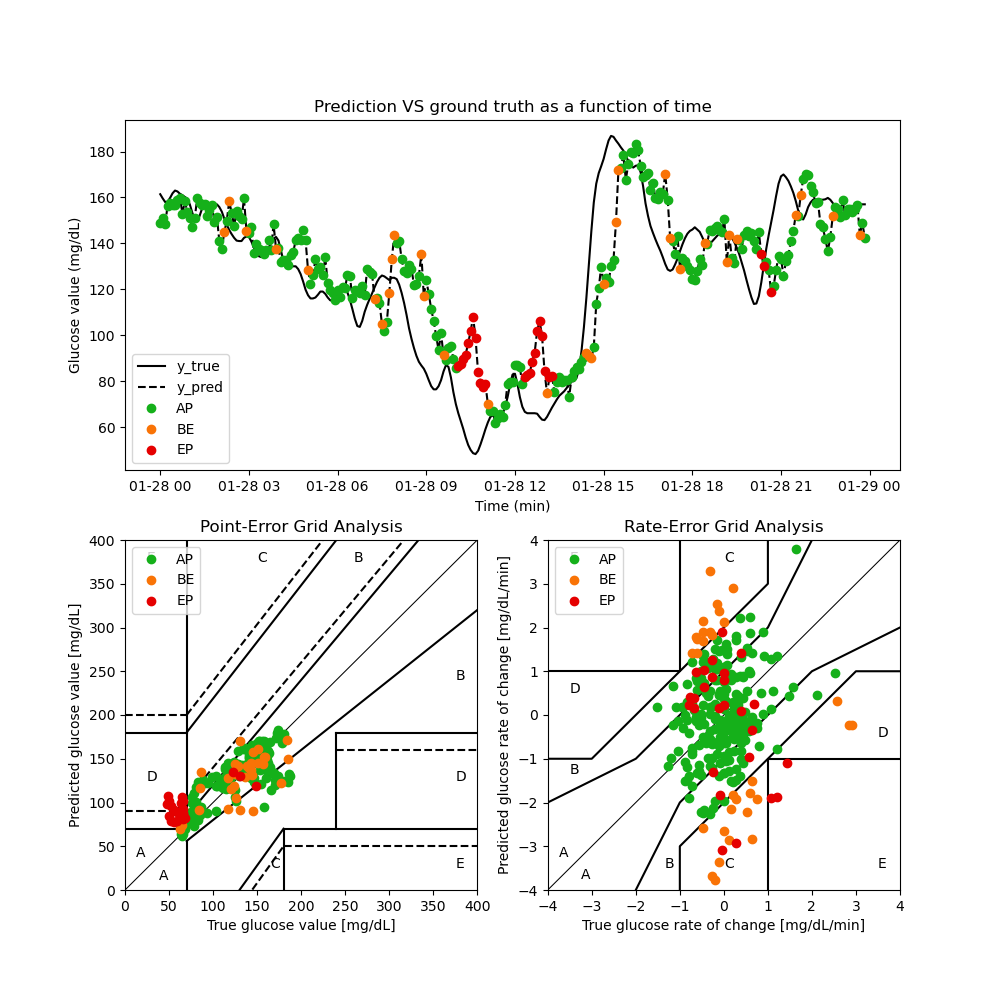 Prediction VS ground truth as a function of time
Glucose value (mg/dL)
180
160
140
120
100
80
60
y_true
y_pred
AP
BE
EP
01-28 00 01-28 03 01-28 06 01-28 09 01-28 12 01-28 15 01-28 18 01-28 21 01-29 00
Time (min)
Point-Error Grid Analysis
Predicted glucose value [mg/dL]
400
350
300
250
200
150
100
50
0
AP
BE
EP
C
B
B
D
D
A
A
C
E
0 50 100 150 200 250 300 350 400
True glucose value [mg/dL]
Rate-Error Grid Analysis
Predicted glucose rate of change [mg/dL/min]
4
3
2
1
0
−1
−2
−3
−4
AP
BE
EP
C
D
D
B
A
A
B
C
E
−4 −3 −2 −1 0 1 2 3 4
True glucose rate of change [mg/dL/min]